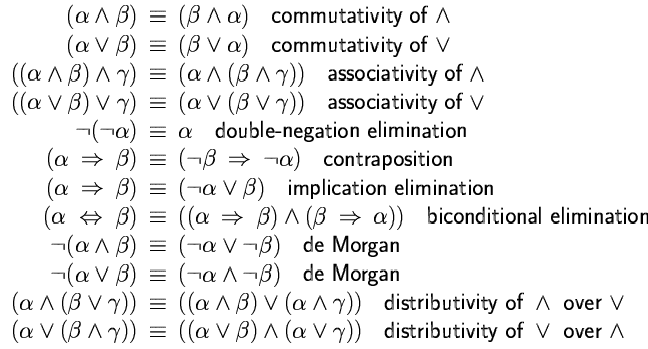 (α ∧ β) ≡ (β ∧ α) commutativity of ∧
(α ∨ β) ≡ (β ∨ α) commutativity of ∨
((α ∧ β) ∧ γ) ≡ (α ∧ (β ∧ γ)) associativity of ∧
((α ∨ β) ∨ γ) ≡ (α ∨ (β ∨ γ)) associativity of ∨
¬(¬α) ≡ α double-negation elimination
(α ⇒ β) ≡ (¬β ⇒ ¬α) contraposition
(α ⇒ β) ≡ (¬α ∨ β) implication elimination
(α ⇔ β) ≡ ((α ⇒ β) ∧ (β ⇒ α)) biconditional elimination
¬(α ∧ β) ≡ (¬α ∨ ¬β) de Morgan
¬(α ∨ β) ≡ (¬α ∧ ¬β) de Morgan
(α ∧ (β ∨ γ)) ≡ ((α ∧ β) ∨ (α ∧ γ)) distributivity of ∧ over ∨
(α ∨ (β ∧ γ)) ≡ ((α ∨ β) ∧ (α ∨ γ)) distributivity of ∨ over ∧